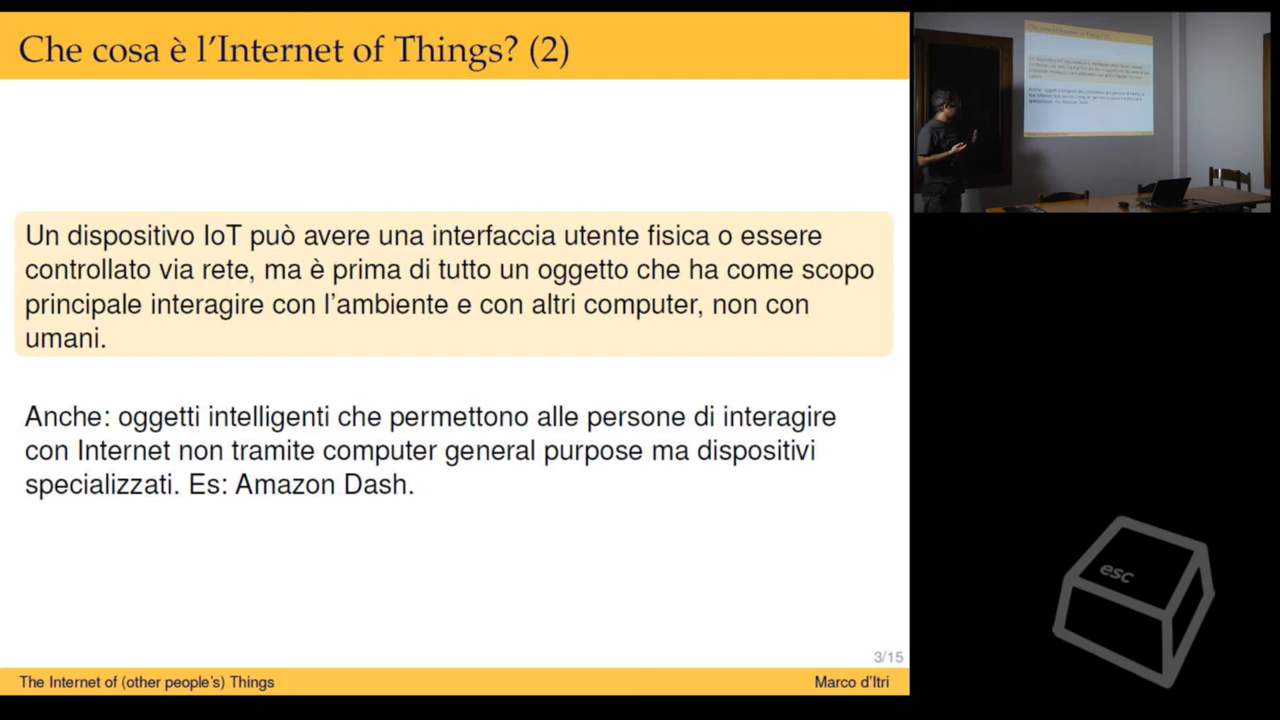 Che cosa è l'Internet of Things? (2)
Un dispositivo IoT può avere una interfaccia utente fisica o essere
controllato via rete, ma è prima di tutto un oggetto che ha come scopo
principale interagire con l'ambiente e con altri computer, non con
umani.
Anche: oggetti intelligenti che permettono alle persone di interagire
con Internet non tramite computer general purpose ma dispositivi
specializzati. Es: Amazon Dash.
3/15
The Internet of (other people's) Things
Marco d'Itri
esc